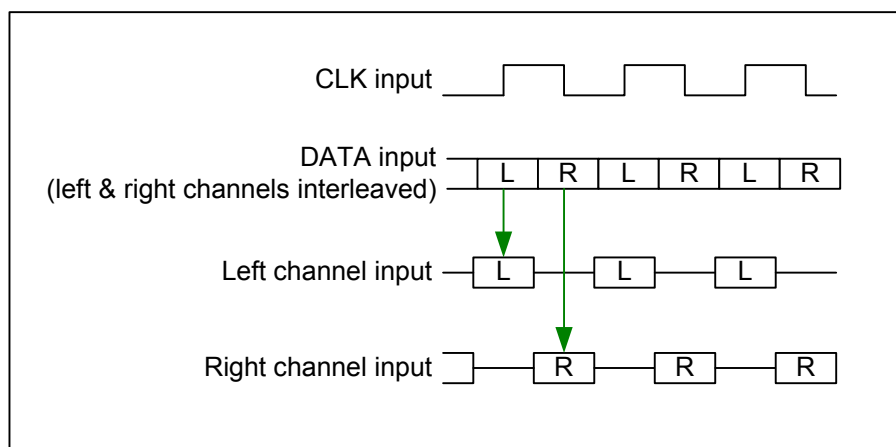 CLK input
DATA input
(left & right channels interleaved)
L R L R L R
Left channel input
L L L
Right channel input
R R R